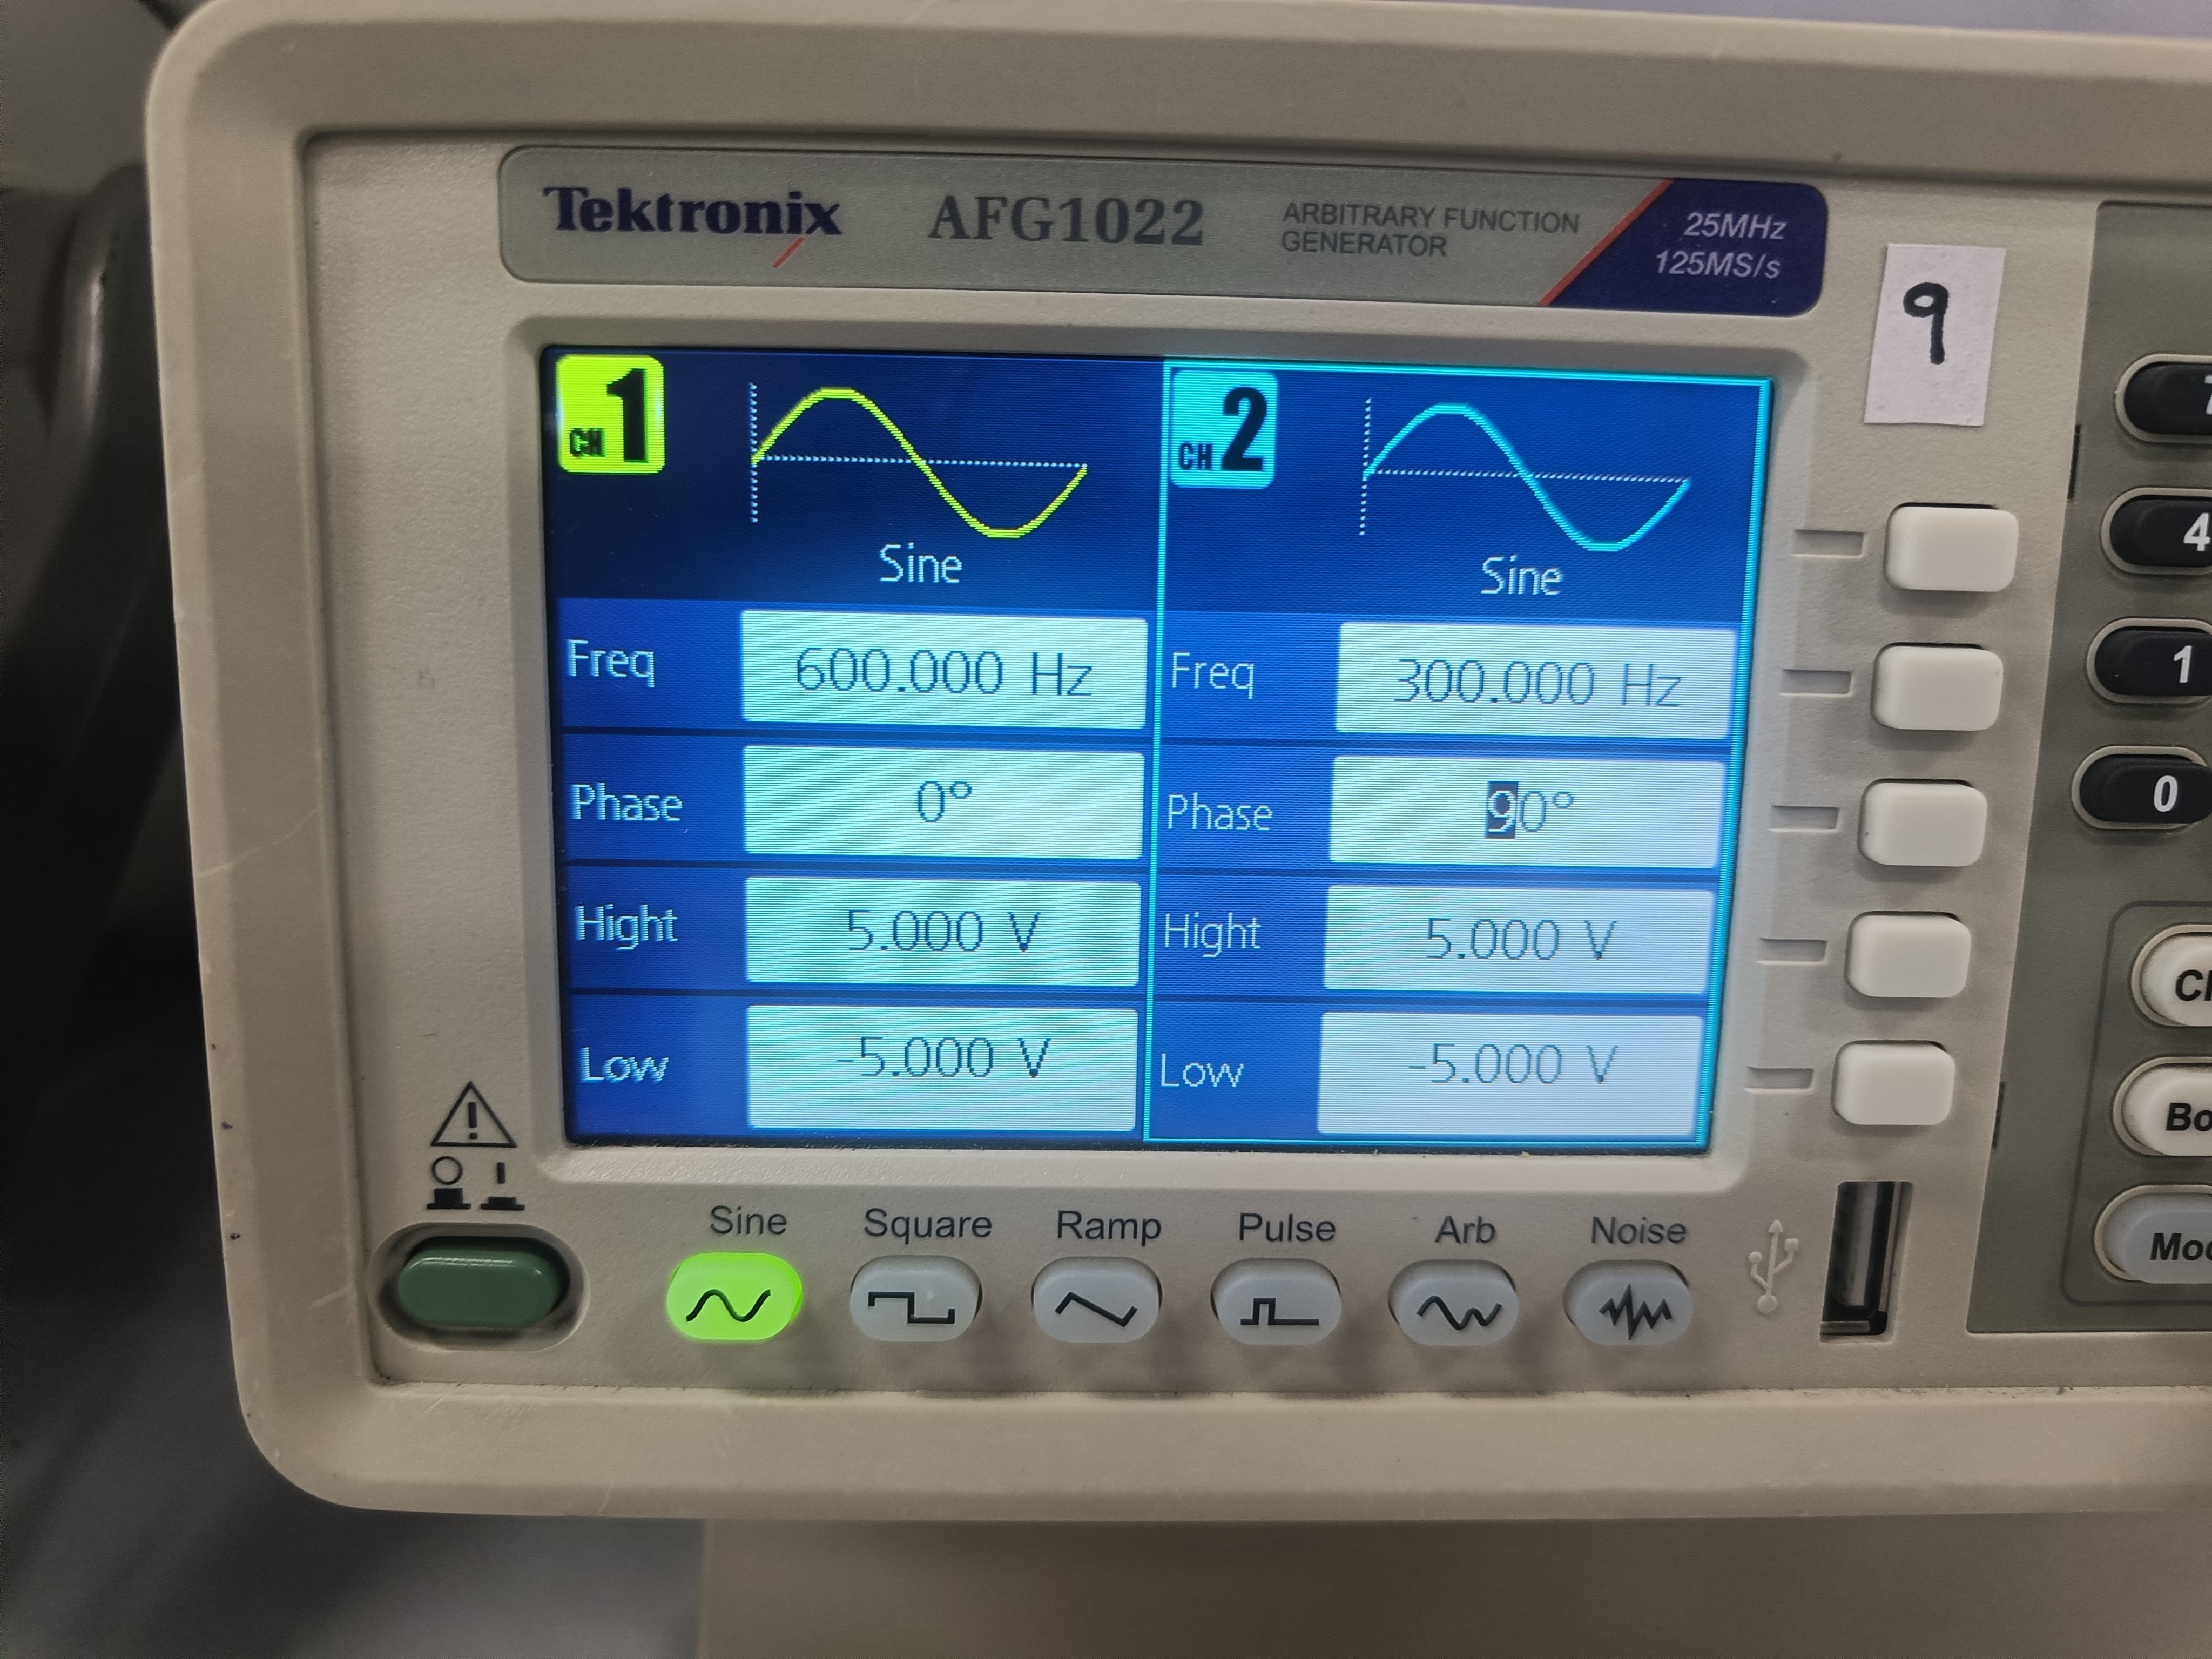 Tektronix AFG1022 ARBITRARY FUNCTION GENERATOR 25MHz 125MS/s
9
CH 1
CH 2
Sine
Sine
Freq 600.000 Hz
Freq 300.000 Hz
Phase 0°
Phase 90°
Hight 5.000 V
Hight 5.000 V
Low -5.000 V
Low -5.000 V
4
1
0
Sine Square Ramp Pulse Arb Noise